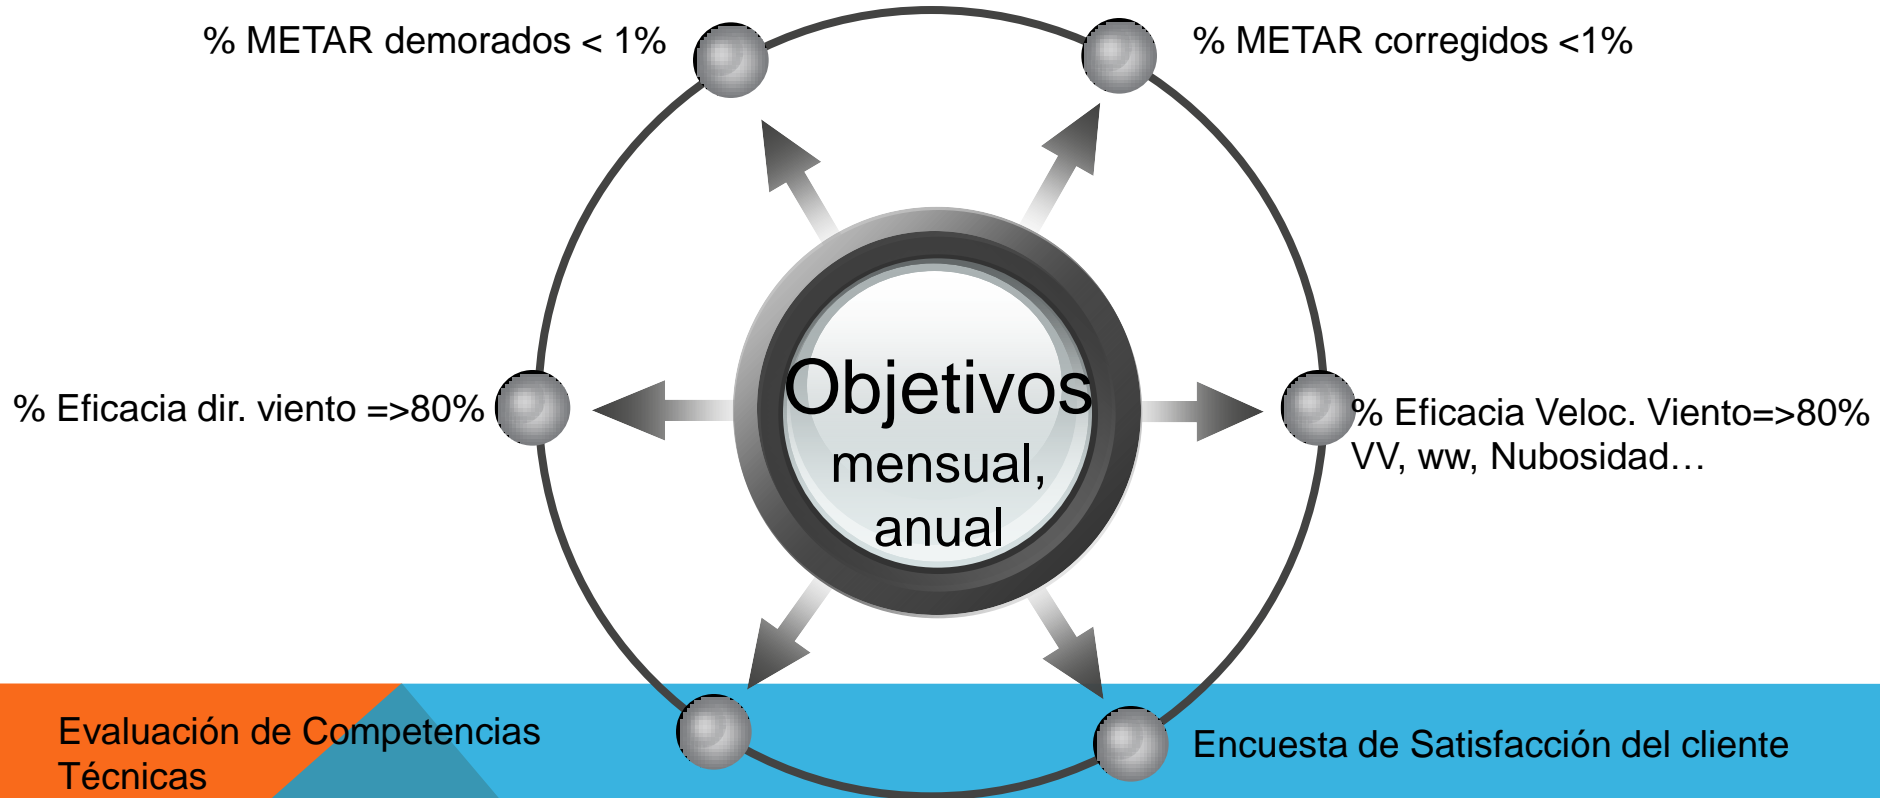 % METAR demorados < 1%
% METAR corregidos <1%
% Eficacia dir. viento =>80%
Objetivos
mensual,
anual
% Eficacia Veloc. Viento=>80%
VV, ww, Nubosidad…
Evaluación de Competencias
Técnicas
Encuesta de Satisfacción del cliente